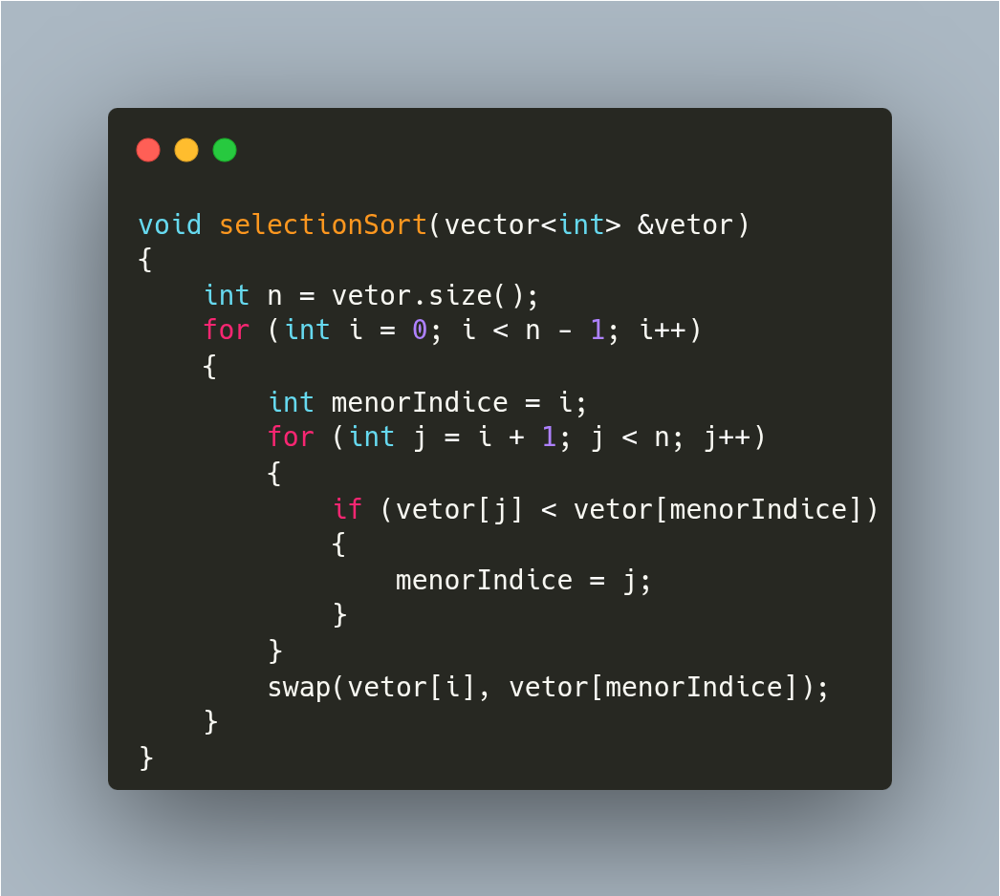 void selectionSort(vector<int> &vetor)
{
    int n = vetor.size();
    for (int i = 0; i < n - 1; i++)
    {
        int menorIndice = i;
        for (int j = i + 1; j < n; j++)
        {
            if (vetor[j] < vetor[menorIndice])
            {
                menorIndice = j;
            }
        }
        swap(vetor[i], vetor[menorIndice]);
    }
}